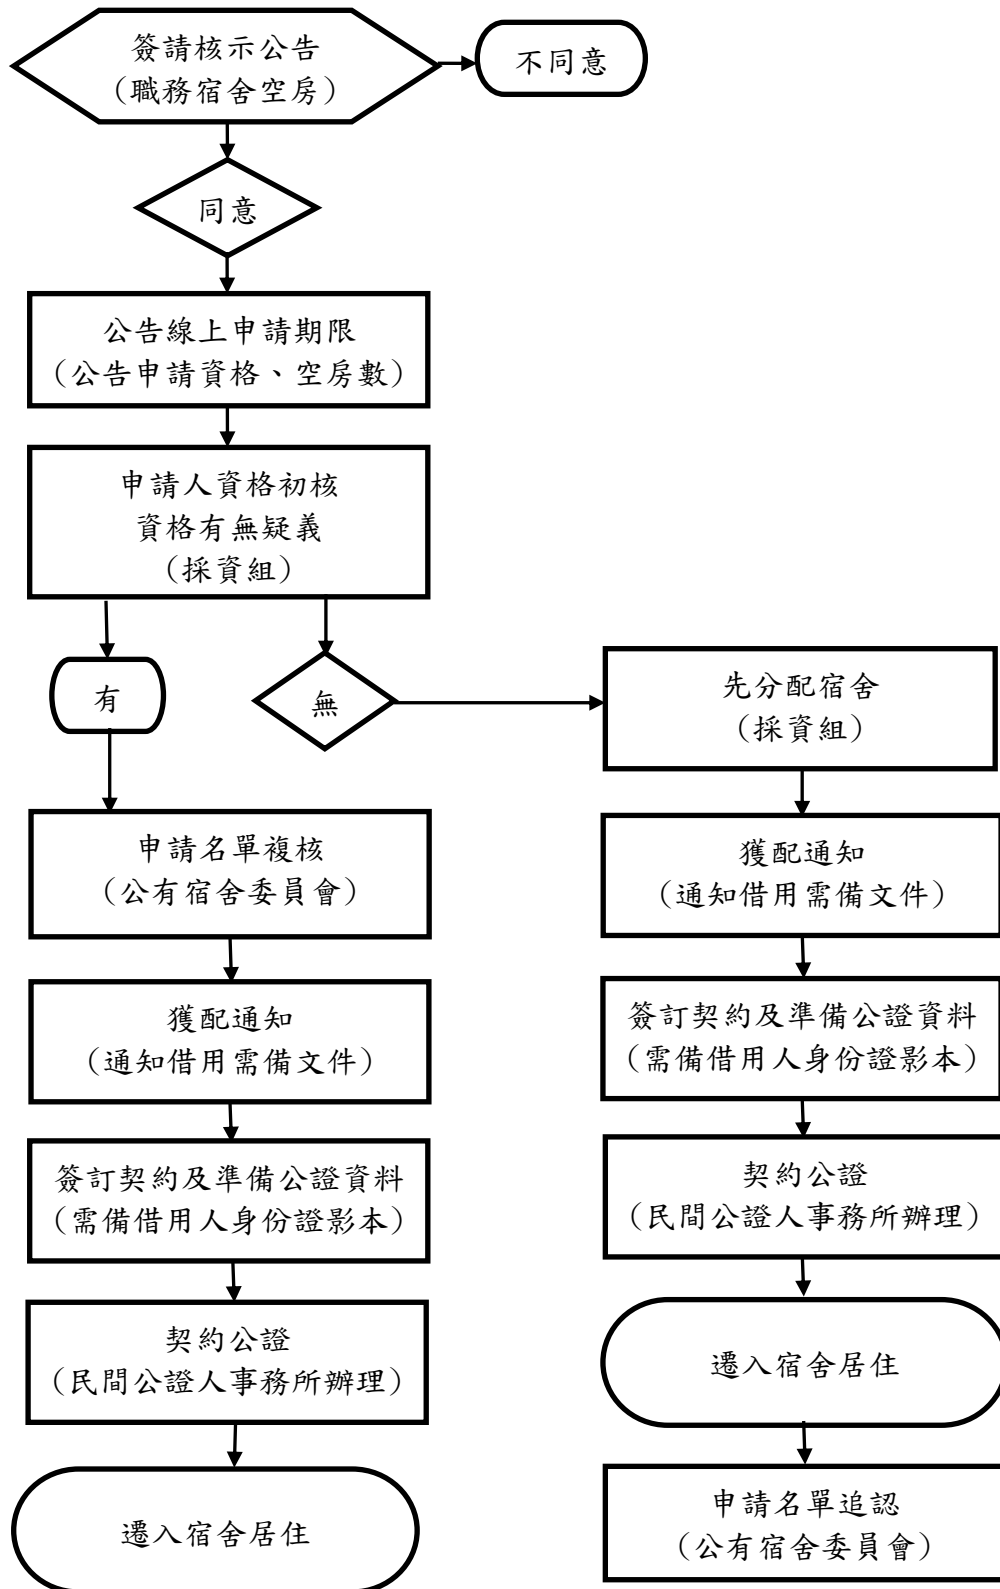 簽請核示公告
（職務宿舍空房）
不同意
同意
公告線上申請期限
（公告申請資格、空房數）
申請人資格初核
資格有無疑義
（採資組）
有
無
先分配宿舍
（採資組）
申請名單複核
（公有宿舍委員會）
獲配通知
（通知借用需備文件）
簽訂契約及準備公證資料
（需備借用人身份證影本）
契約公證
（民間公證人事務所辦理）
遷入宿舍居住
獲配通知
（通知借用需備文件）
簽訂契約及準備公證資料
（需備借用人身份證影本）
契約公證
（民間公證人事務所辦理）
遷入宿舍居住
申請名單追認
（公有宿舍委員會）